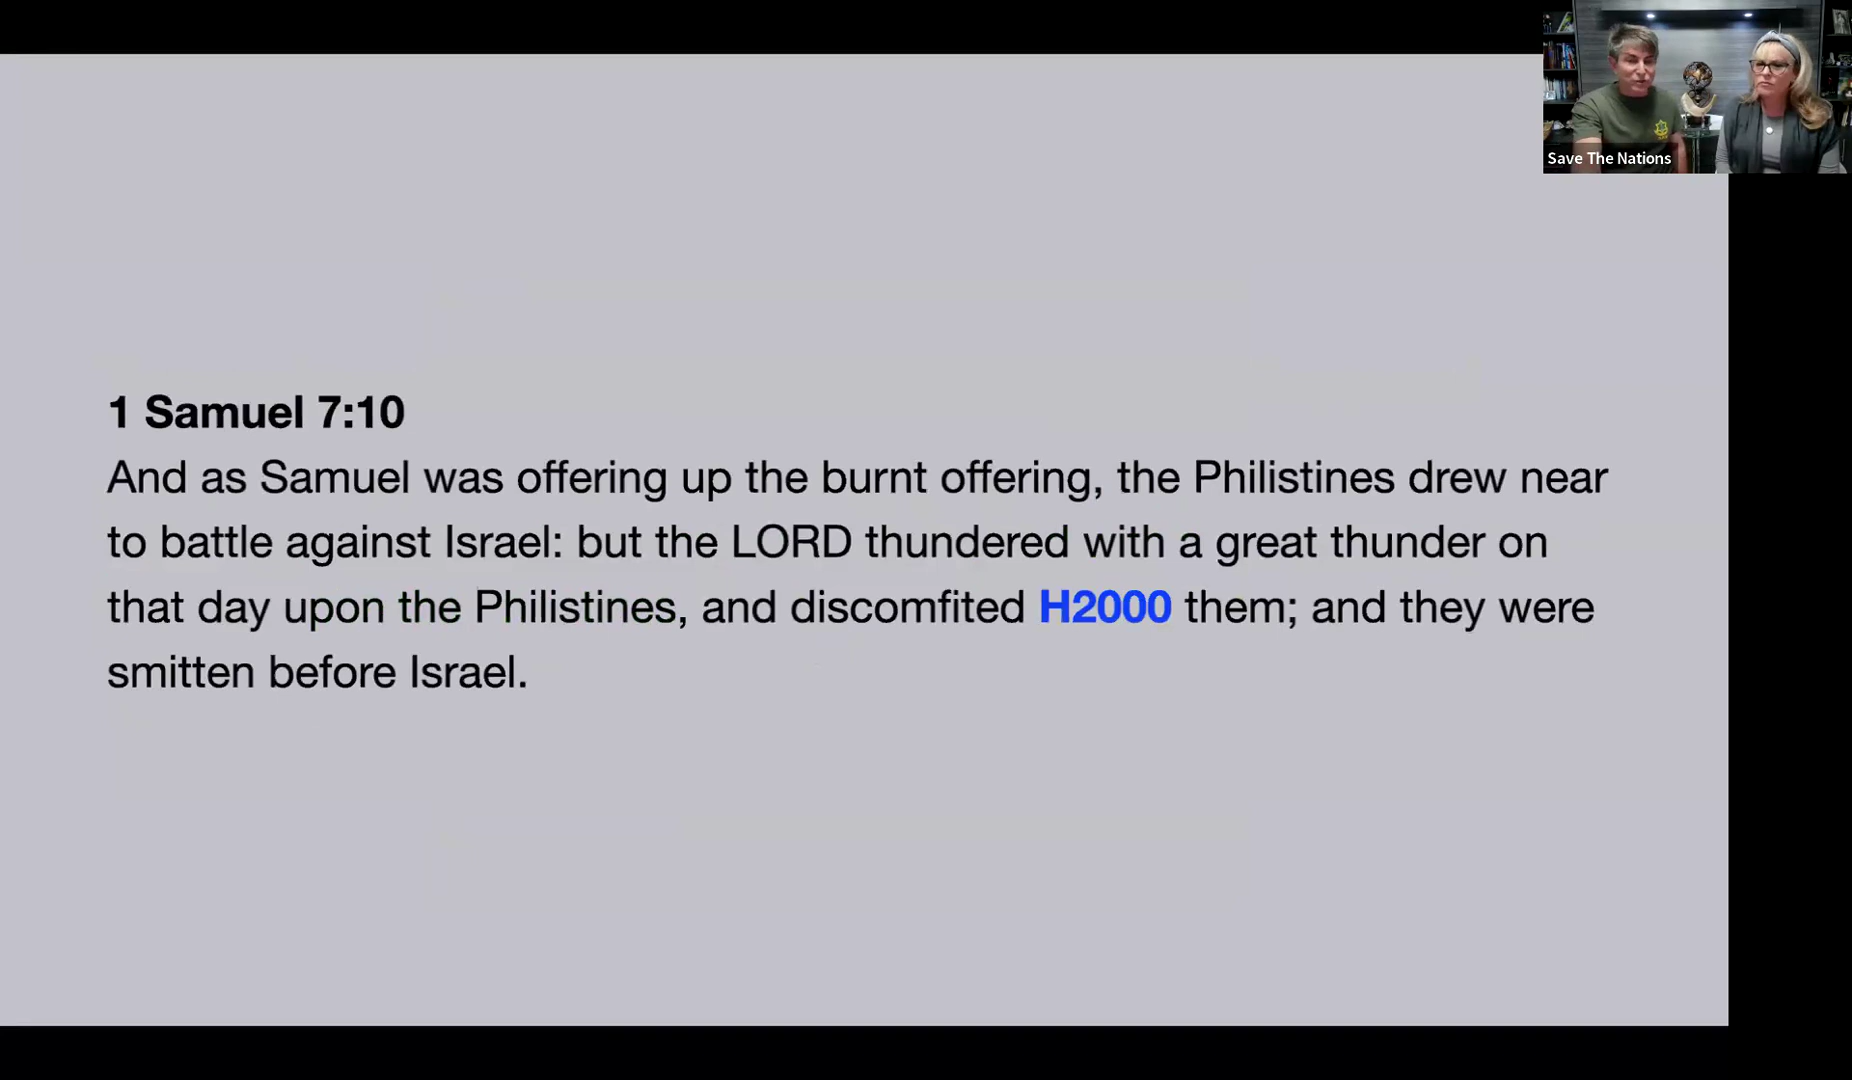 Save The Nations
1 Samuel 7:10
And as Samuel was offering up the burnt offering, the Philistines drew near
to battle against Israel: but the LORD thundered with a great thunder on
that day upon the Philistines, and discomfited H2000 them; and they were
smitten before Israel.